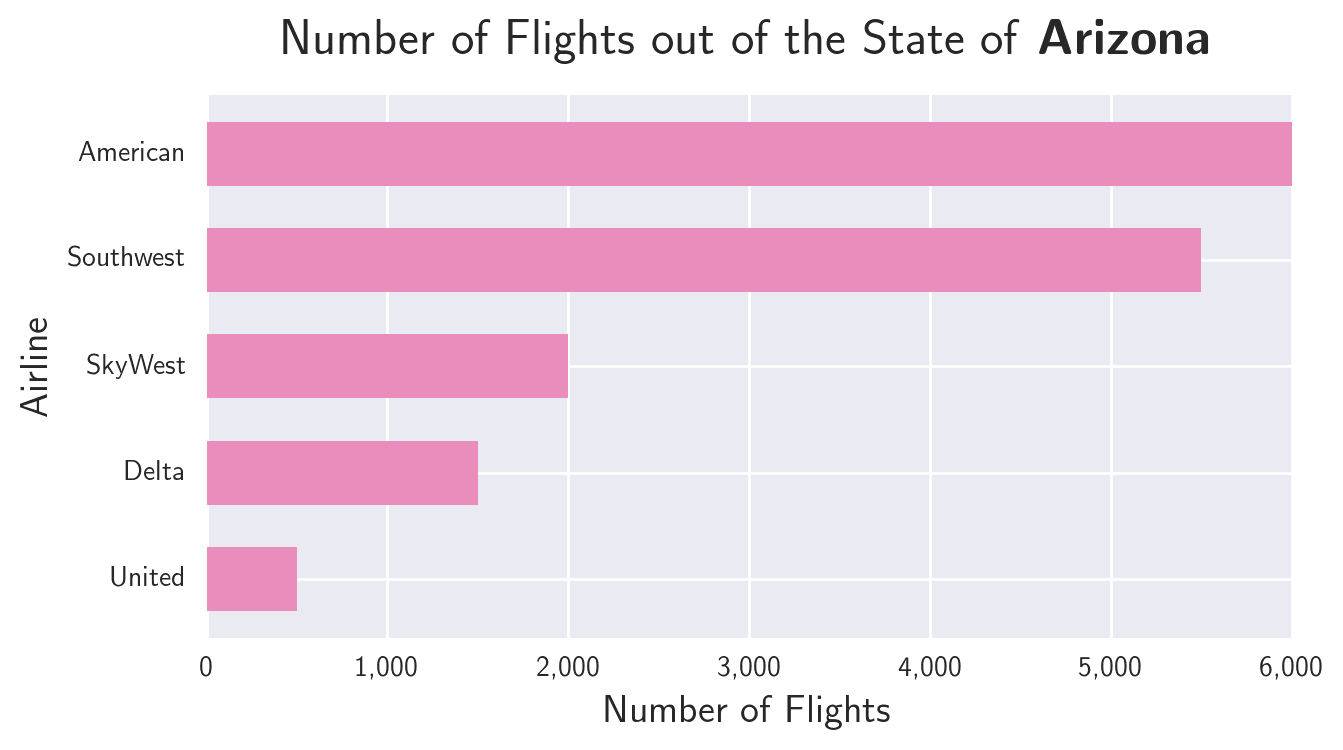 Number of Flights out of the State of Arizona
American
Southwest
SkyWest
Delta
United
Airline
0 1,000 2,000 3,000 4,000 5,000 6,000
Number of Flights